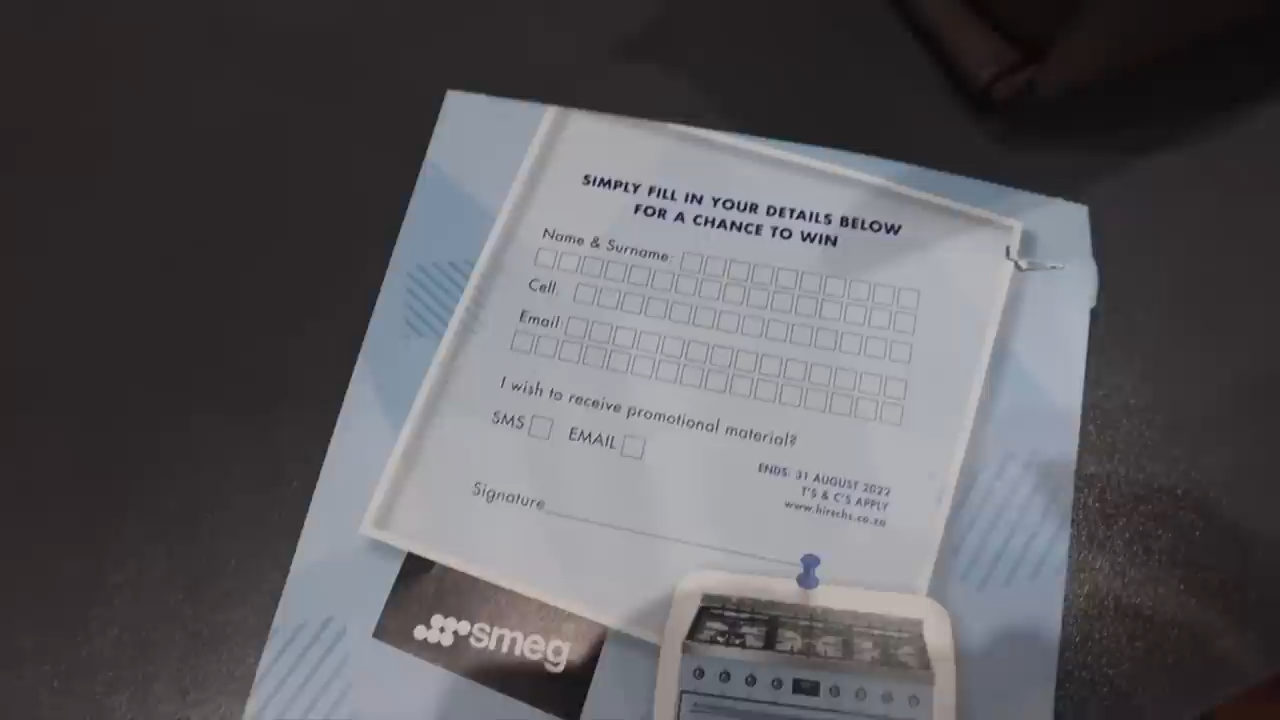 SIMPLY FILL IN YOUR DETAILS BELOW
FOR A CHANCE TO WIN
Name & Surname:
Cell:
Email:
I wish to receive promotional material?
SMS EMAIL
ENDS: 31 AUGUST 2022
T'S & C'S APPLY
www.hirschs.co.za
Signature
smeg